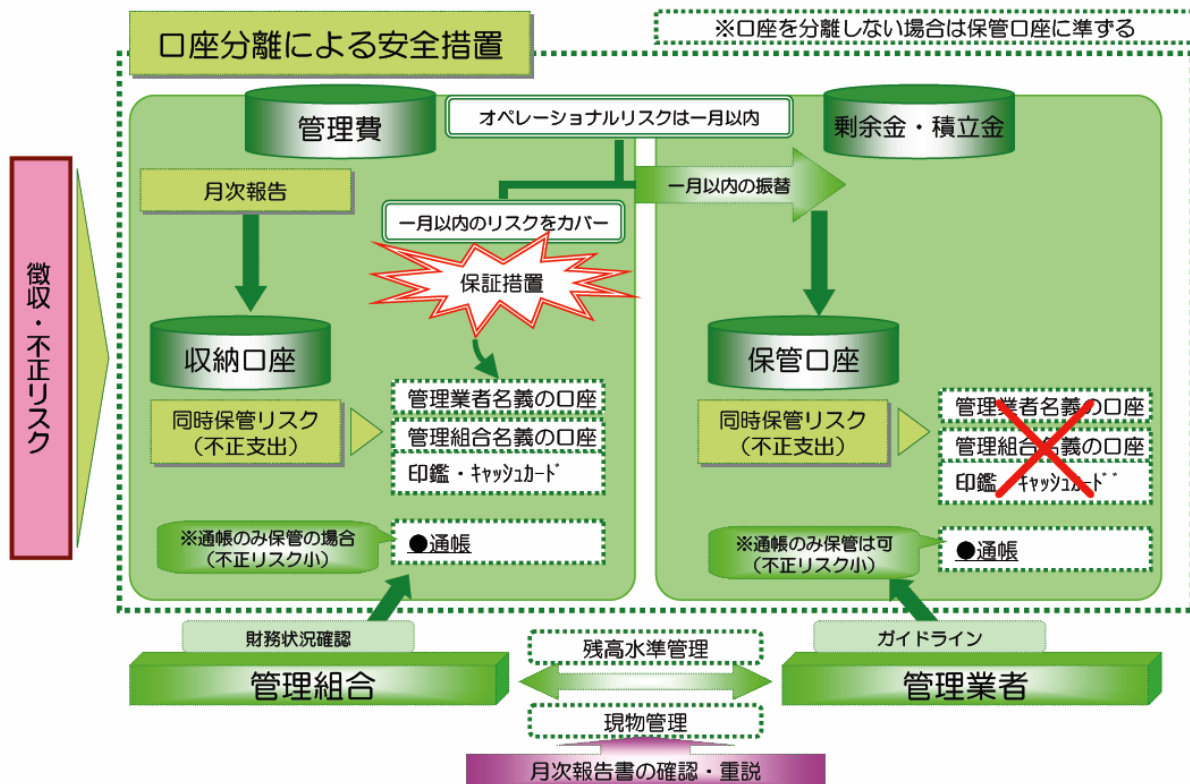 口座分離による安全措置
※口座を分離しない場合は保管口座に準ずる
管理費
オペレーショナルリスクは一月以内
剰余金・積立金
月次報告
一月以内の振替
一月以内のリスクをカバー
保証措置
徴収・不正リスク
収納口座
管理業者名義の口座
同時保管リスク
(不正支出)
管理組合名義の口座
印鑑・ｷｬｯｼｭｶｰﾄﾞ
※通帳のみ保管の場合
(不正リスク小)
●通帳
保管口座
同時保管リスク
(不正支出)
管理業者名義の口座
管理組合名義の口座
印鑑・ｷｬｯｼｭｶｰﾄﾞﾞ
※通帳のみ保管は可
(不正リスク小)
●通帳
財務状況確認
管理組合
残高水準管理
現物管理
ガイドライン
管理業者
月次報告書の確認・重説